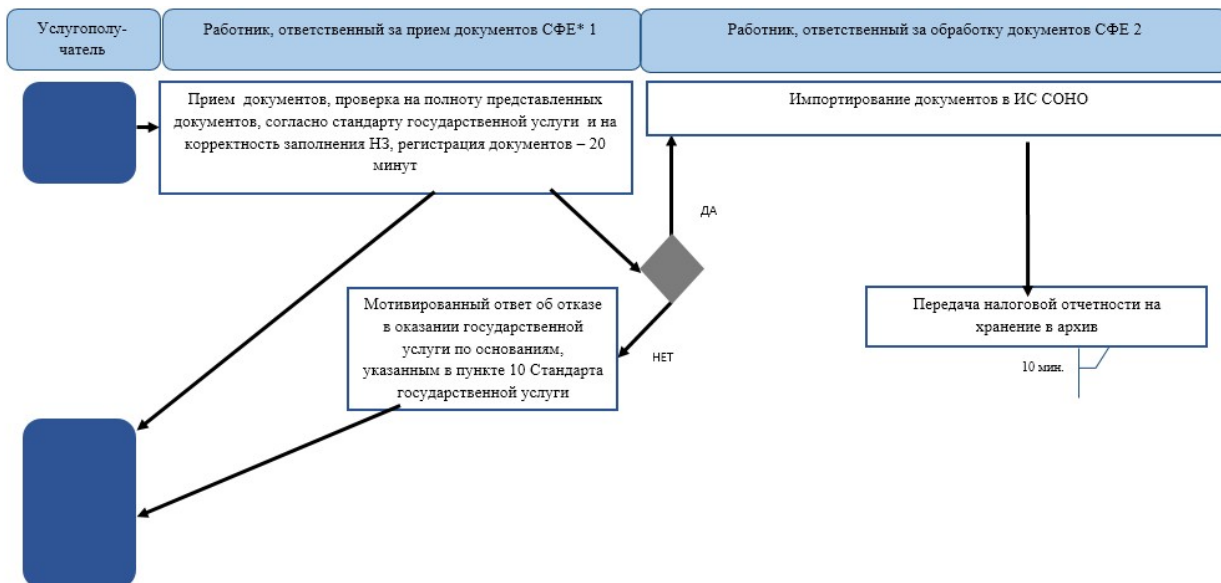 Услугополу-
чатель
Работник, ответственный за прием документов СФЕ* 1
Работник, ответственный за обработку документов СФЕ 2
Прием документов, проверка на полноту представленных
документов, согласно стандарту государственной услуги и на
корректность заполнения НЗ, регистрация документов – 20
минут
Импортирование документов в ИС СОНО
ДА
Мотивированный ответ об отказе
в оказании государственной
услуги по основаниям,
указанным в пункте 10 Стандарта
государственной услуги
НЕТ
Передача налоговой отчетности на
хранение в архив
10 мин.